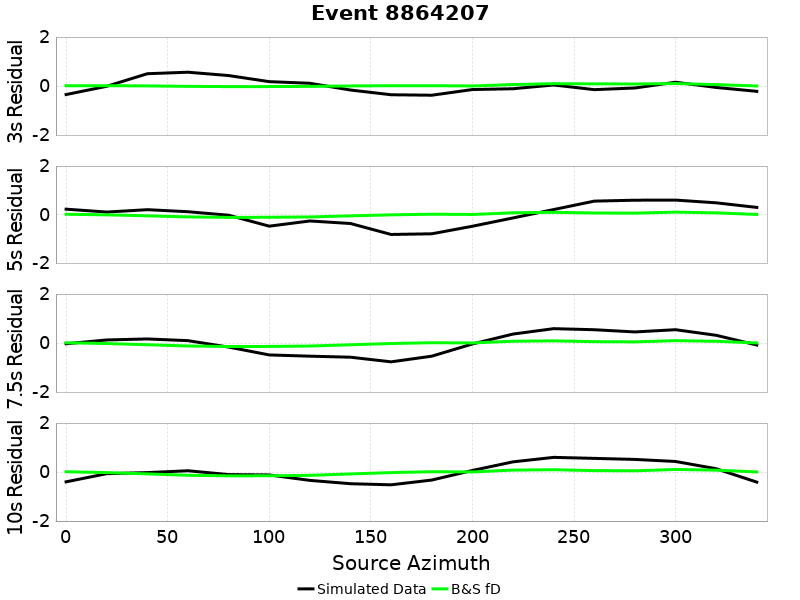 Event 8864207
3s Residual
2
0
-2
5s Residual
2
0
-2
7.5s Residual
2
0
-2
10s Residual
2
0
-2
0 50 100 150 200 250 300
Source Azimuth
Simulated Data B&S fD